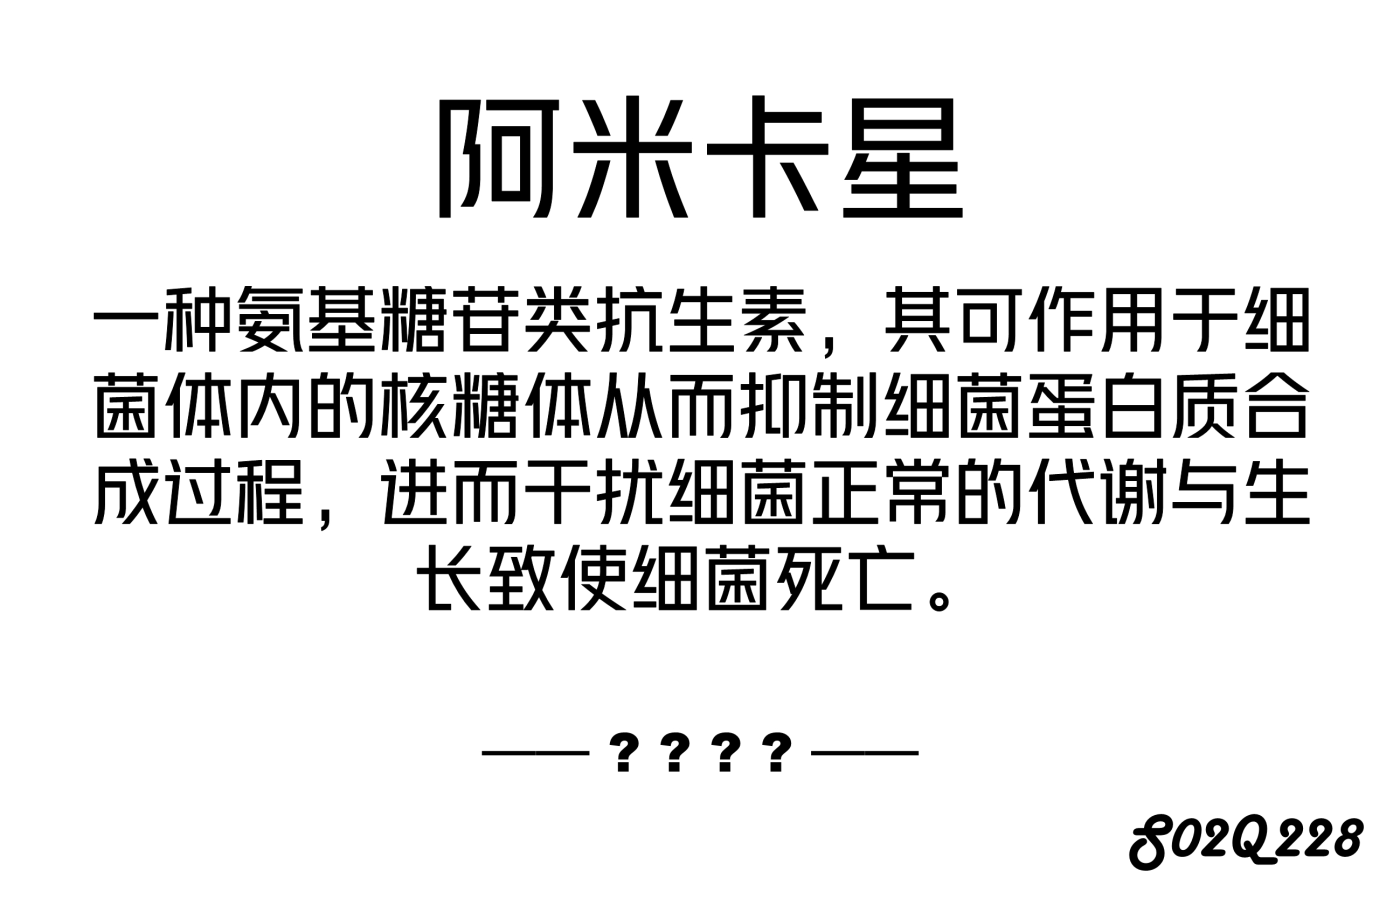 阿米卡星
一种氨基糖苷类抗生素，其可作用于细
菌体内的核糖体从而抑制细菌蛋白质合
成过程，进而干扰细菌正常的代谢与生
长致使细菌死亡。
——？？？？——
S02Q228